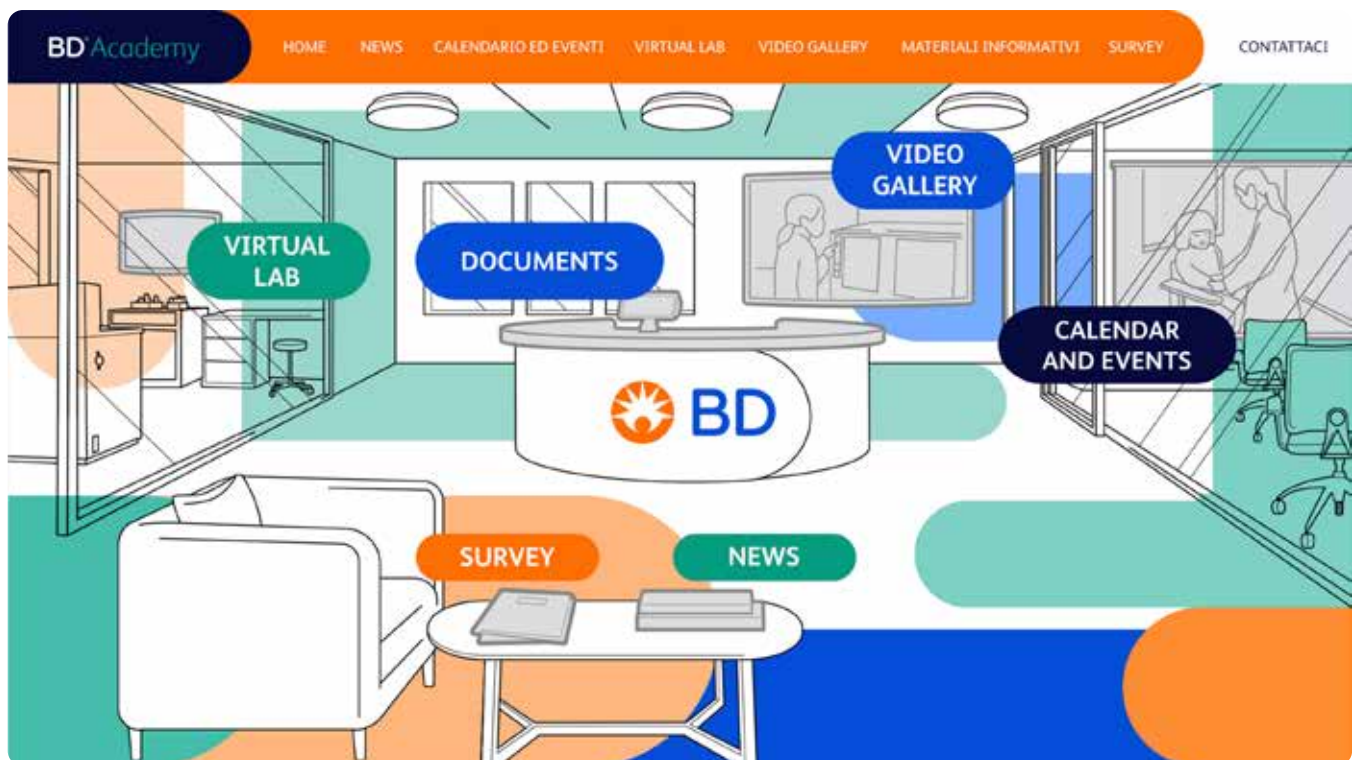 BD Academy
HOME NEWS CALENDARIO ED EVENTI VIRTUAL LAB VIDEO GALLERY MATERIALI INFORMATIVI SURVEY CONTATTACI
VIDEO
GALLERY
VIRTUAL
LAB
DOCUMENTS
CALENDAR
AND EVENTS
BD
SURVEY
NEWS